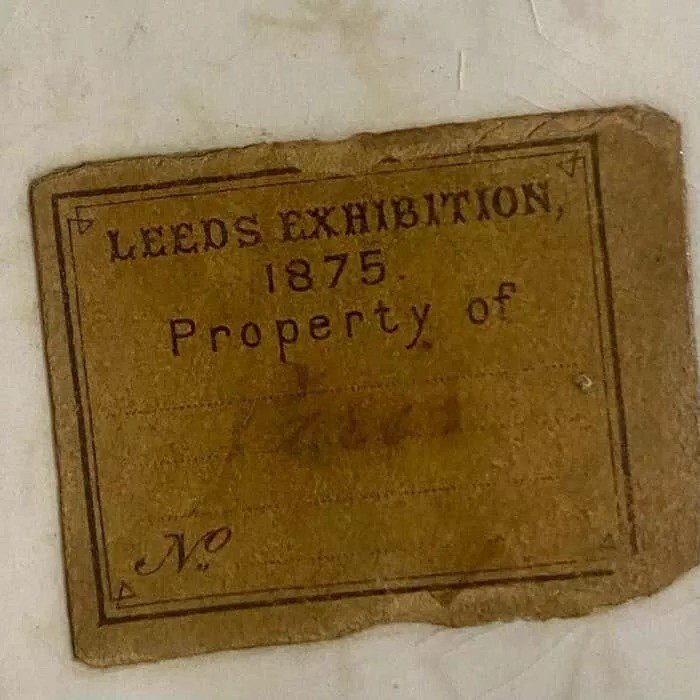 LEEDS EXHIBITION,
1875.
Property of
No